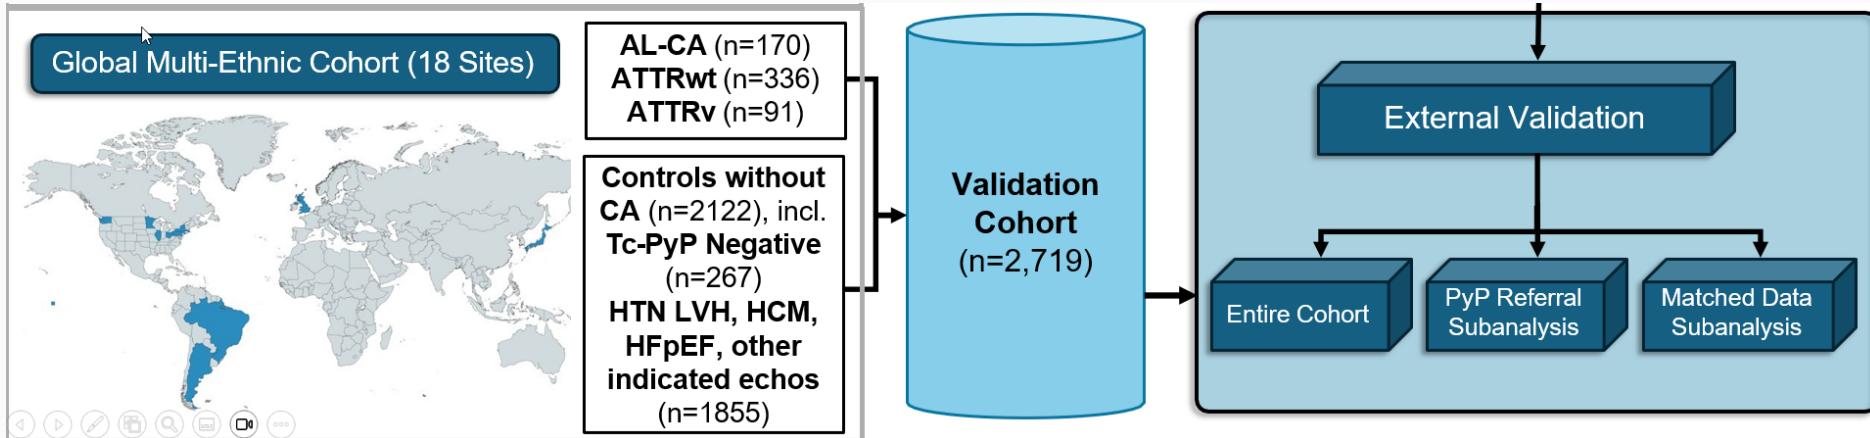 Global Multi-Ethnic Cohort (18 Sites)
AL-CA (n=170)
ATTRwt (n=336)
ATTRv (n=91)
Controls without
CA (n=2122), incl.
Tc-PyP Negative
(n=267)
HTN LVH, HCM,
HFpEF, other
indicated echos
(n=1855)
Validation
Cohort
(n=2,719)
External Validation
Entire Cohort
PyP Referral
Subanalysis
Matched Data
Subanalysis